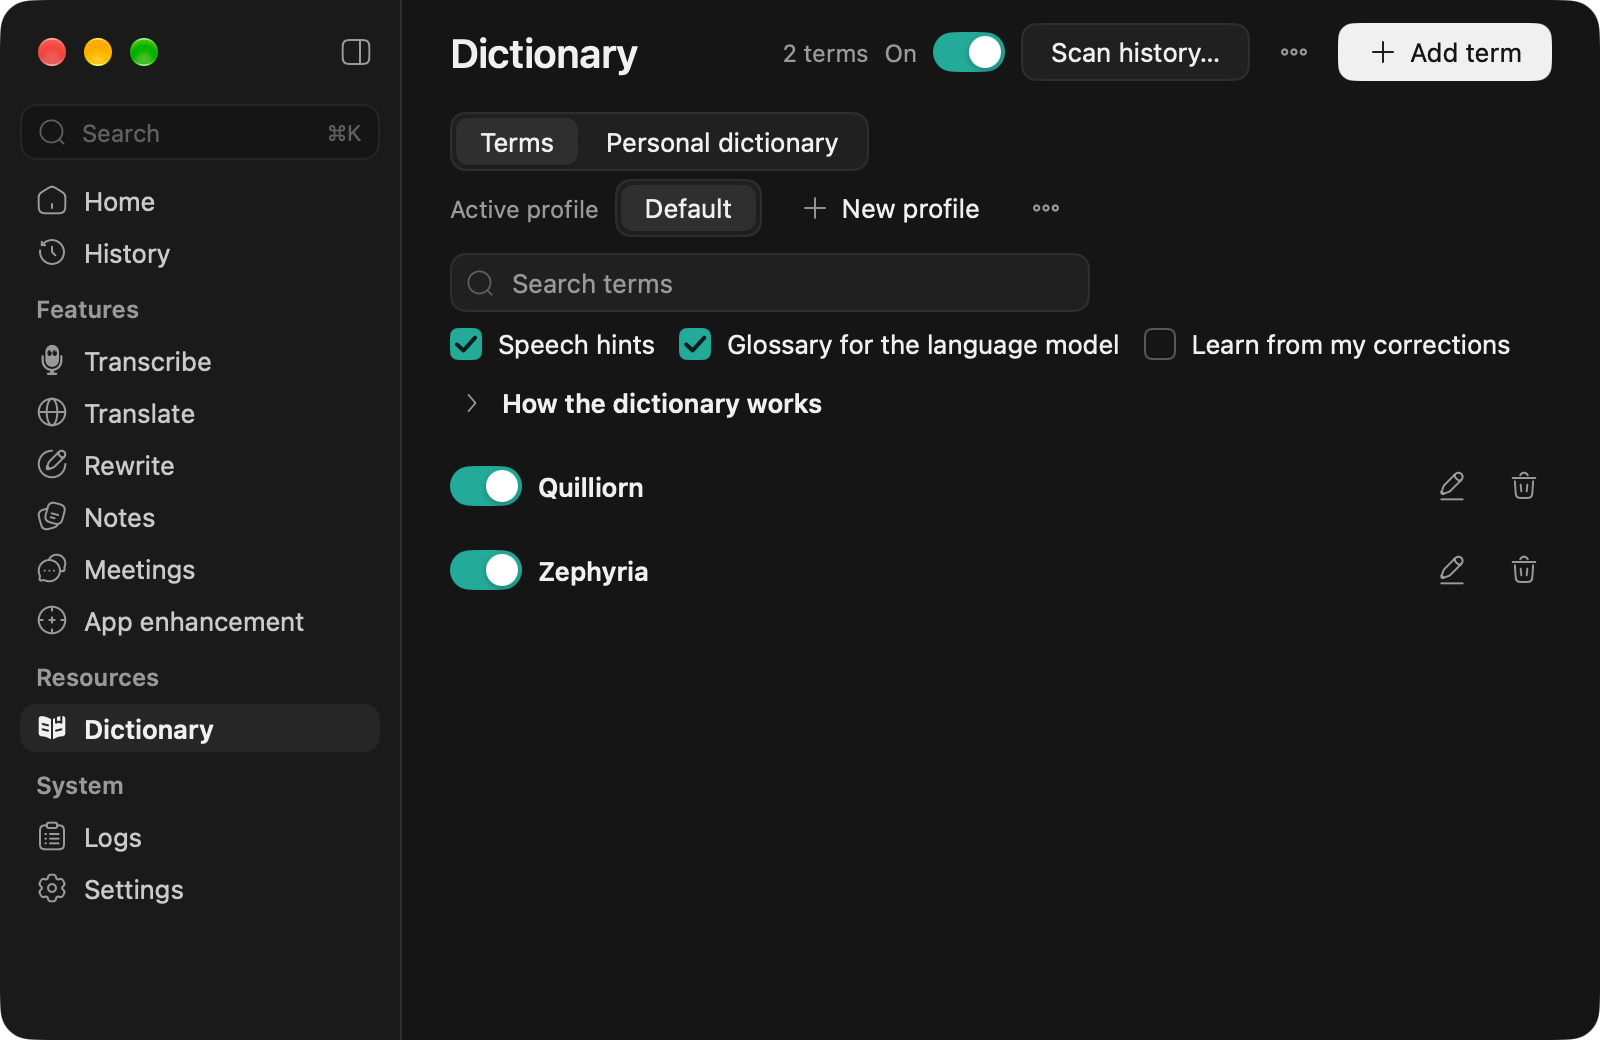 Dictionary
2 terms On
Scan history...
Add term
Search ⌘K
Home
History
Features
Transcribe
Translate
Rewrite
Notes
Meetings
App enhancement
Resources
Dictionary
System
Logs
Settings
Terms
Personal dictionary
Active profile
Default
New profile
Search terms
Speech hints
Glossary for the language model
Learn from my corrections
How the dictionary works
Quilliorn
Zephyria